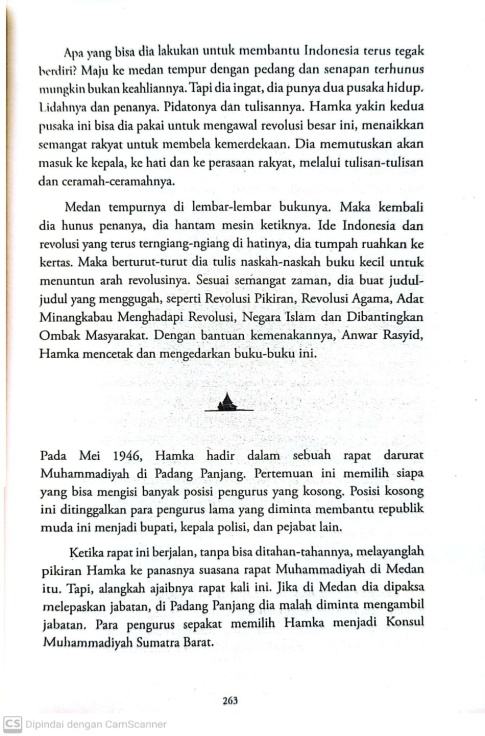 Apa yang bisa dia lakukan untuk membantu Indonesia terus tegak
berdiri? Maju ke medan tempur dengan pedang dan senapan terhunus
mungkin bukan keahliannya. Tapi dia ingat, dia punya dua pusaka hidup.
Lidahnya dan penanya. Pidatonya dan tulisannya. Hamka yakin kedua
pusaka ini bisa dia pakai untuk mengawal revolusi besar ini, menaikkan
semangat rakyat untuk membela kemerdekaan. Dia memutuskan akan
masuk ke kepala, ke hati dan ke perasaan rakyat, melalui tulisan-tulisan
dan ceramah-ceramahnya.
Medan tempurnya di lembar-lembar bukunya. Maka kembali
dia hunus penanya, dia hantam mesin ketiknya. Ide Indonesia dan
revolusi yang terus terngiang-ngiang di hatinya, dia tumpah ruahkan ke
kertas. Maka berturut-turut dia tulis naskah-naskah buku kecil untuk
menuntun arah revolusinya. Sesuai semangat zaman, dia buat judul-
judul yang menggugah, seperti Revolusi Pikiran, Revolusi Agama, Adat
Minangkabau Menghadapi Revolusi, Negara Islam dan Dibantingkan
Ombak Masyarakat. Dengan bantuan kemenakannya, Anwar Rasyid,
Hamka mencetak dan mengedarkan buku-buku ini.
Pada Mei 1946, Hamka hadir dalam sebuah rapat darurat
Muhammadiyah di Padang Panjang. Pertemuan ini memilih siapa
yang bisa mengisi banyak posisi pengurus yang kosong. Posisi kosong
ini ditinggalkan para pengurus lama yang diminta membantu republik
muda ini menjadi bupati, kepala polisi, dan pejabat lain.
Ketika rapat ini berjalan, tanpa bisa ditahan-tahannya, melayanglah
pikiran Hamka ke panasnya suasana rapat Muhammadiyah di Medan
itu. Tapi, alangkah ajaibnya rapat kali ini. Jika di Medan dia dipaksa
melepaskan jabatan, di Padang Panjang dia malah diminta mengambil
jabatan. Para pengurus sepakat memilih Hamka menjadi Konsul
Muhammadiyah Sumatra Barat.
263
CS Dipindai dengan CamScanner